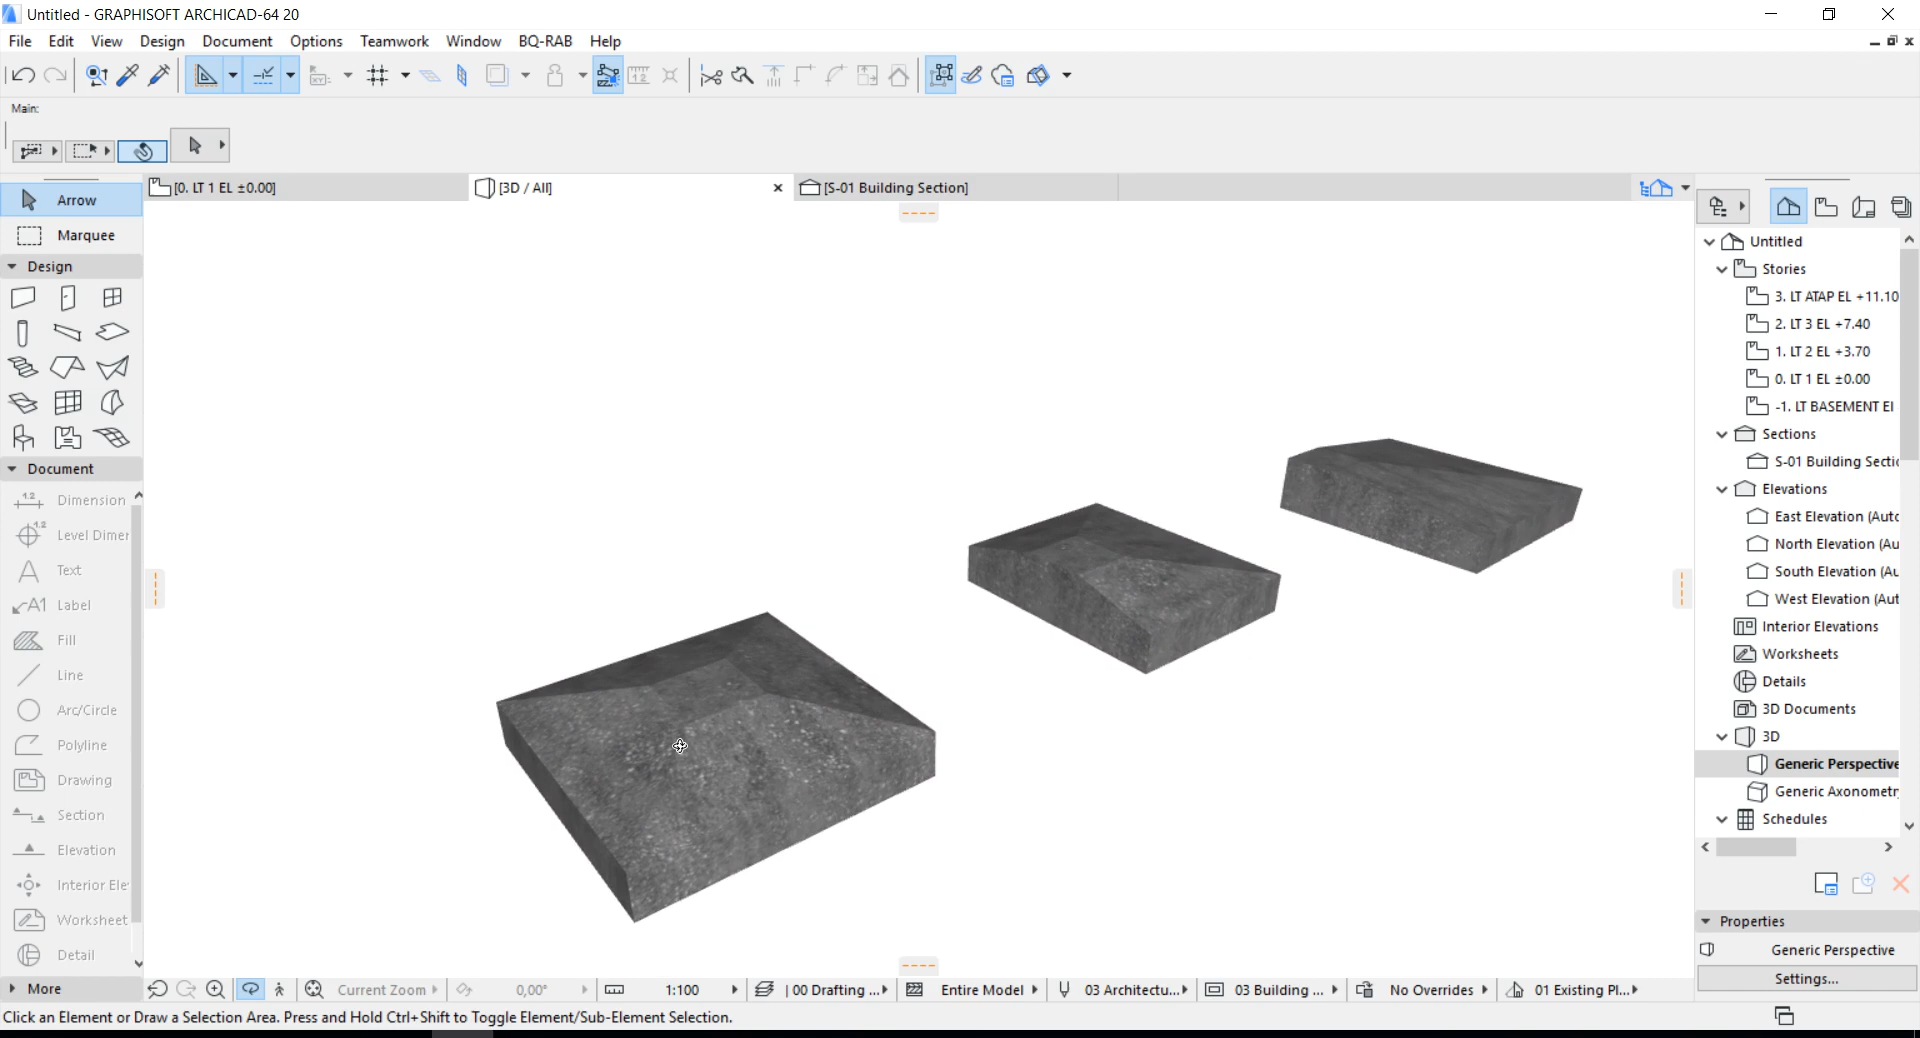 Untitled - GRAPHISOFT ARCHICAD-64 20
File Edit View Design Document Options Teamwork Window BQ-RAB Help
Main:
[0. LT 1 EL ±0.00]
[3D / All]
[S-01 Building Section]
Arrow
Marquee
Design
Document
1.2 Dimension
1.2 Level Dimer
Text
A1 Label
Fill
Line
Arc/Circle
Polyline
Drawing
Section
Elevation
Interior Ele
Worksheet
Detail
More
Untitled
Stories
3. LT ATAP EL +11.10
2. LT 3 EL +7.40
1. LT 2 EL +3.70
0. LT 1 EL ±0.00
-1. LT BASEMENT El
Sections
S-01 Building Sectio
Elevations
East Elevation (Auto
North Elevation (Au
South Elevation (Au
West Elevation (Aut
Interior Elevations
Worksheets
Details
3D Documents
3D
Generic Perspective
Generic Axonometr
Schedules
Properties
Generic Perspective
Settings...
Current Zoom
0,00°
1:100
00 Drafting ...
Entire Model
03 Architectu...
03 Building ...
No Overrides
01 Existing Pl...
Click an Element or Draw a Selection Area. Press and Hold Ctrl+Shift to Toggle Element/Sub-Element Selection.